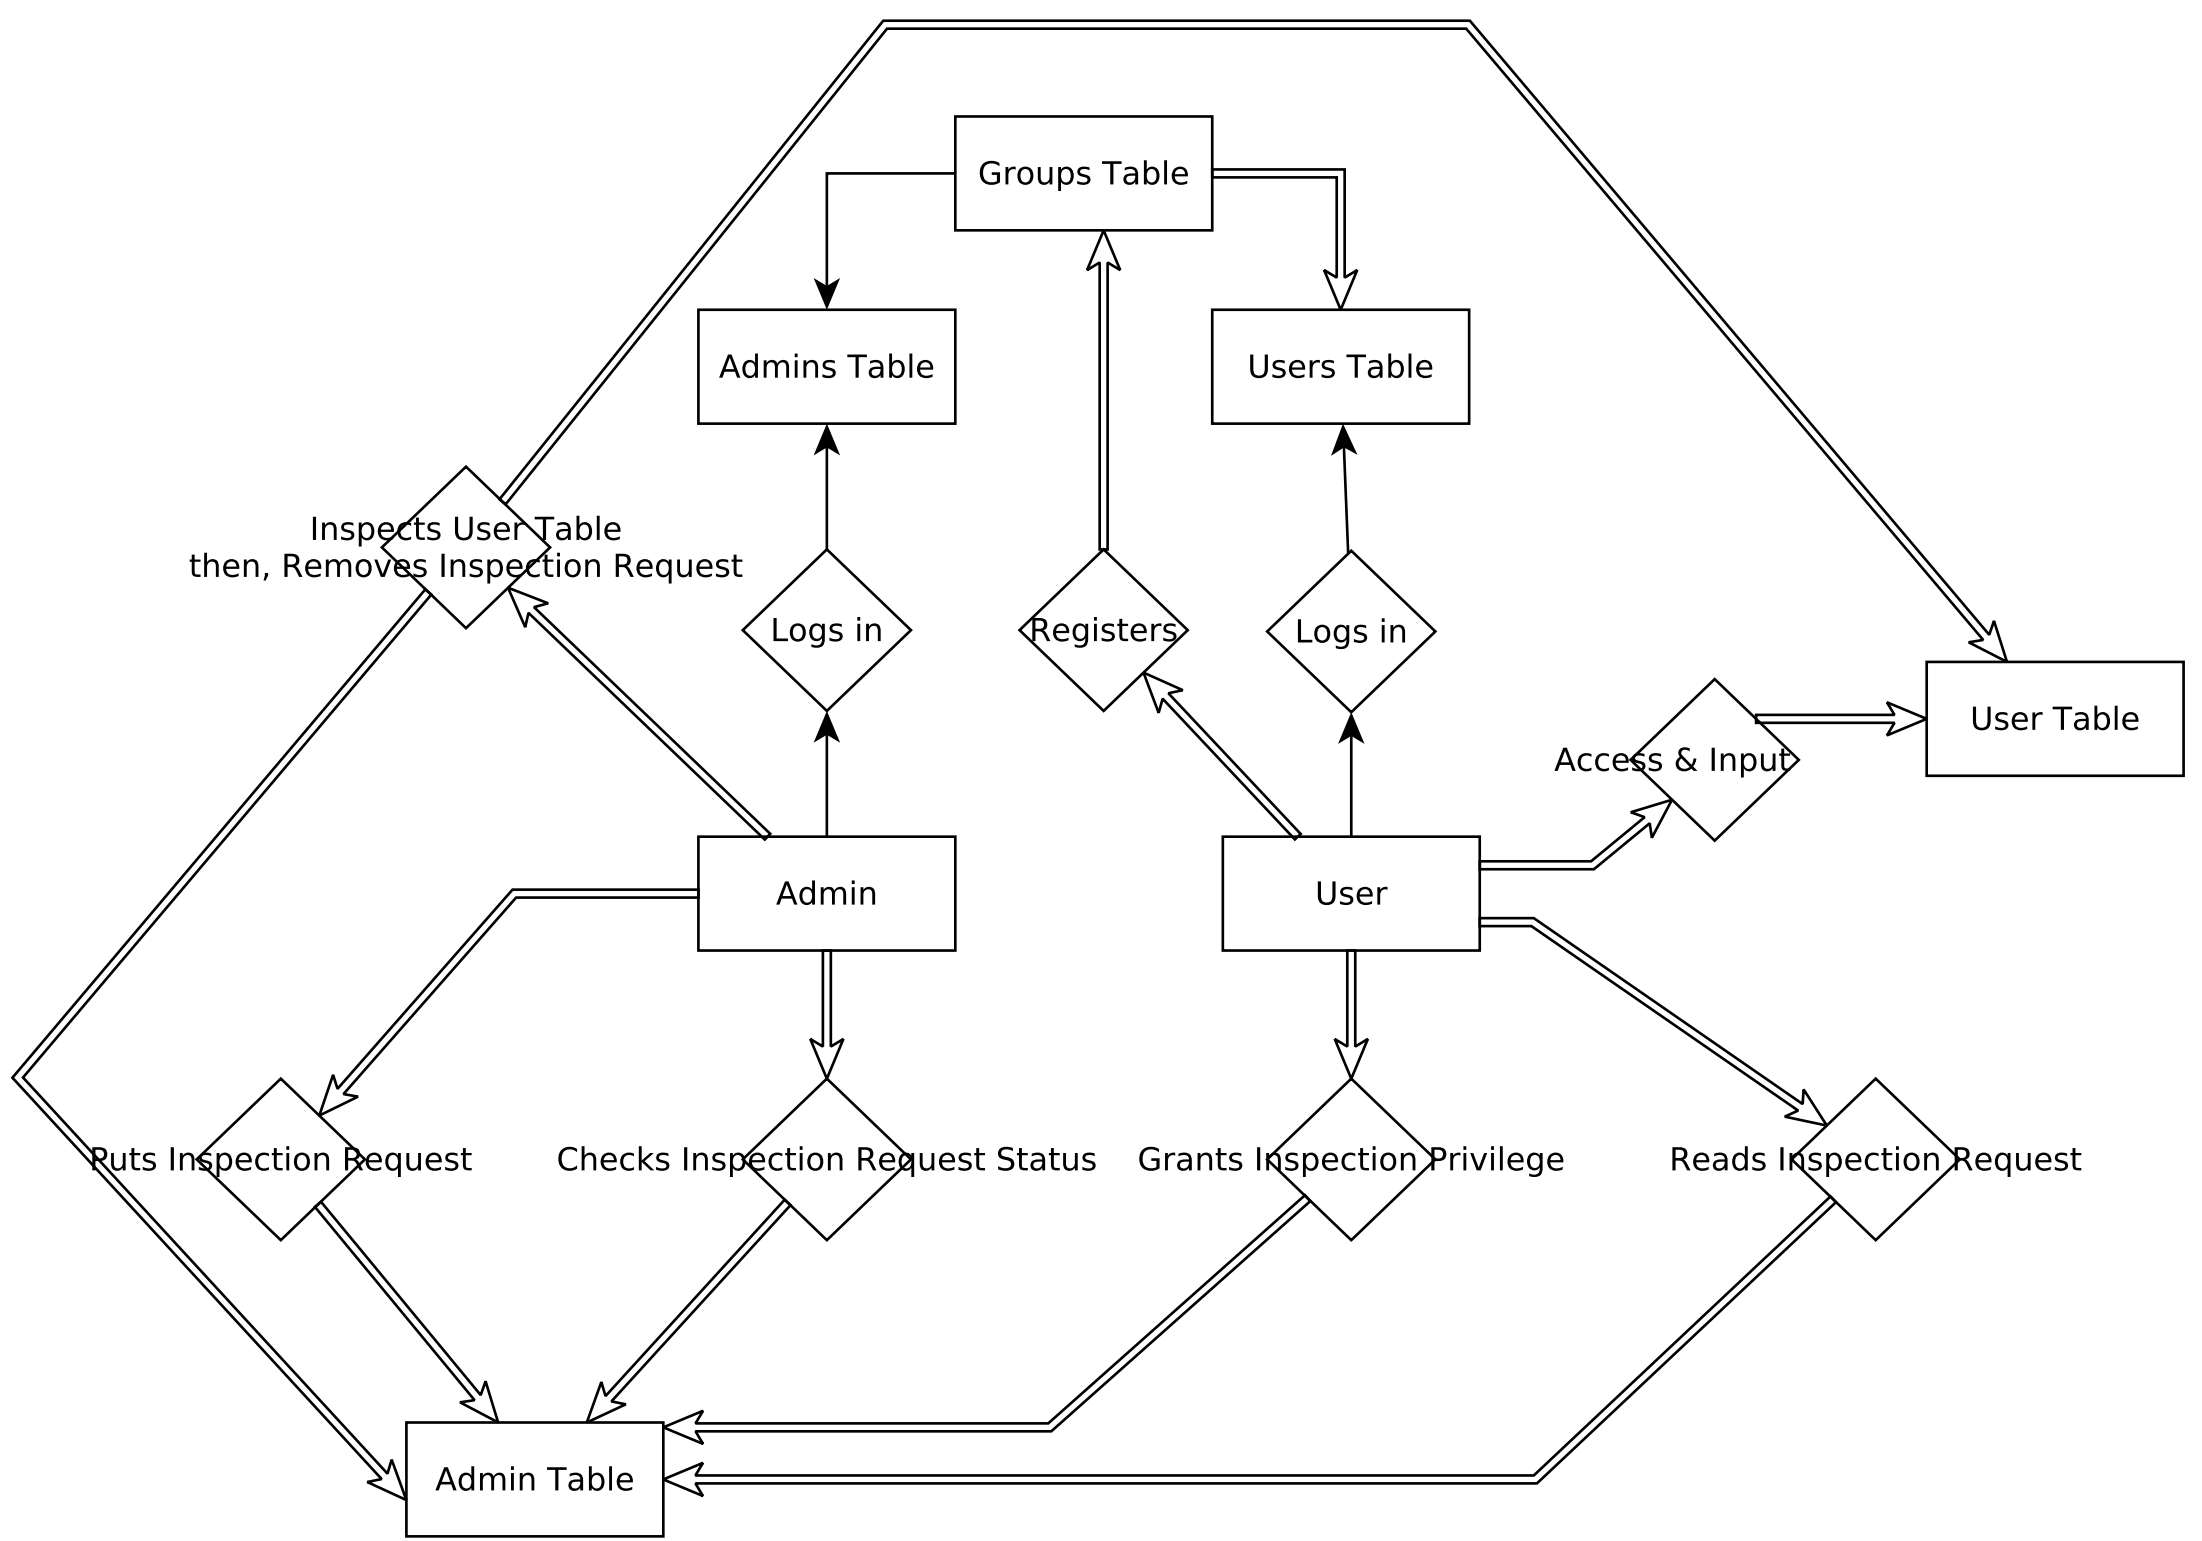 Groups Table
Admins Table
Users Table
Inspects User Table
then, Removes Inspection Request
Logs in
Registers
Logs in
User Table
Access & Input
Admin
User
Puts Inspection Request
Checks Inspection Request Status
Grants Inspection Privilege
Reads Inspection Request
Admin Table